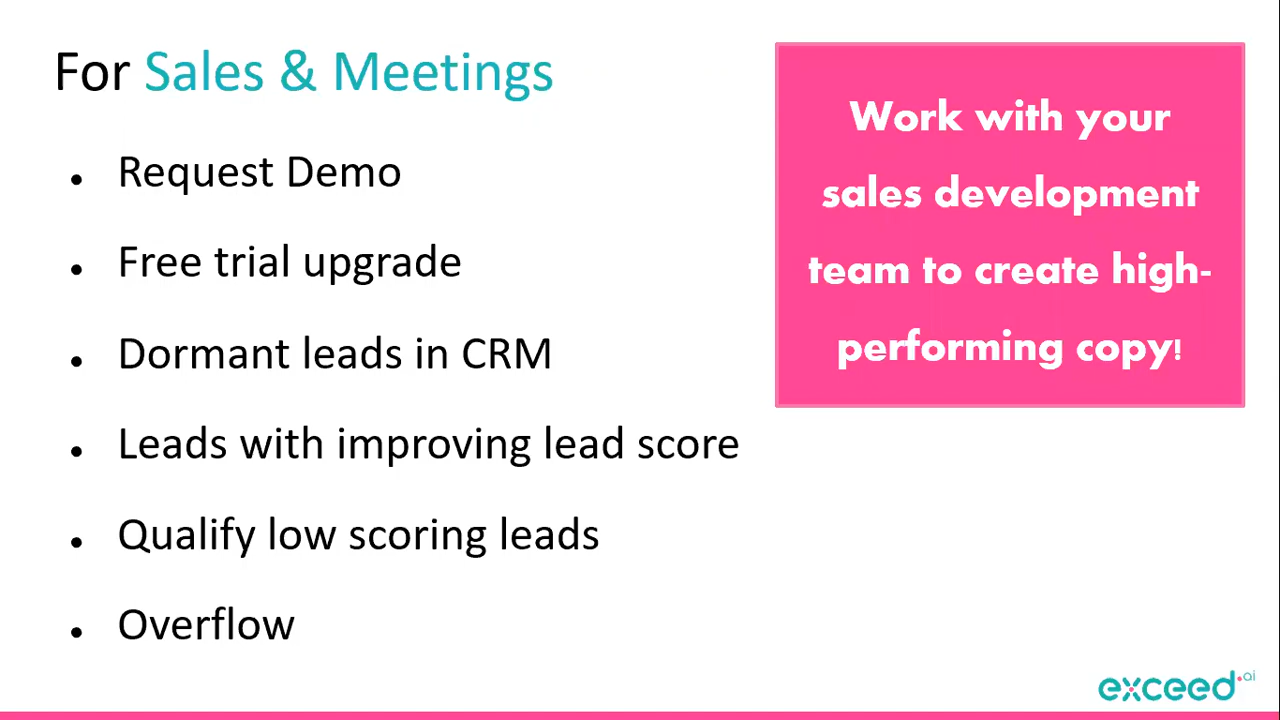 For Sales & Meetings
Request Demo
Free trial upgrade
Dormant leads in CRM
Leads with improving lead score
Qualify low scoring leads
Overflow
Work with your
sales development
team to create high-
performing copy!
exceed.ai